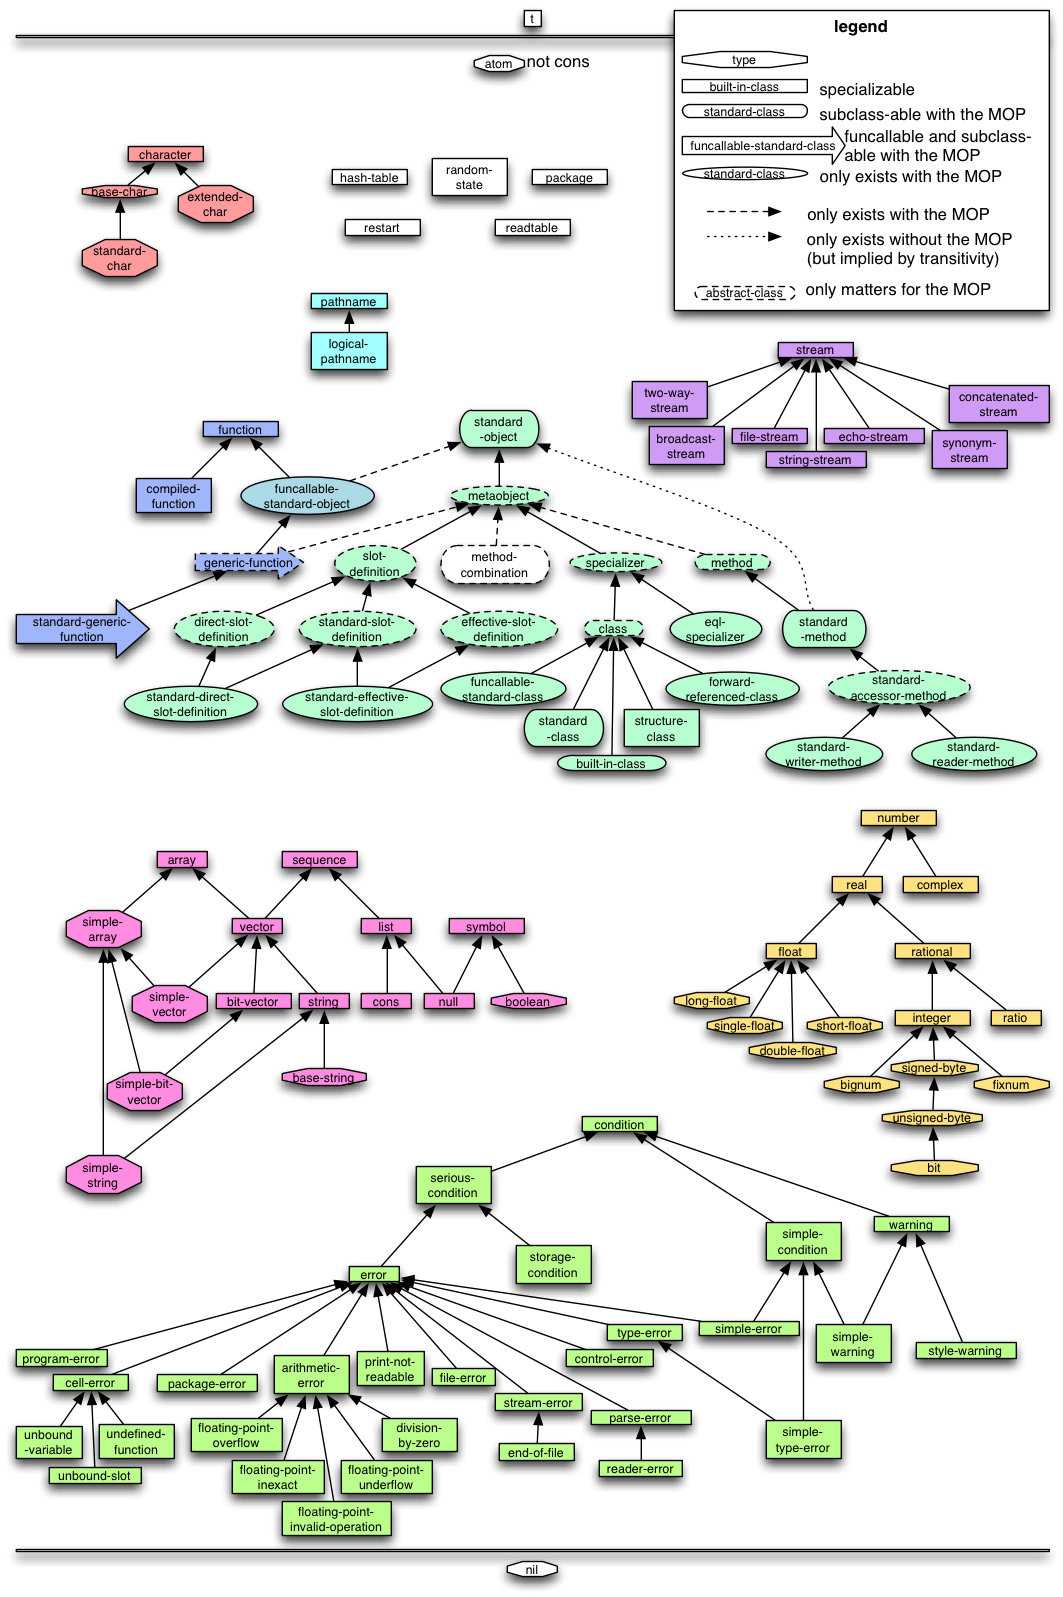 t
legend
type
built-in-class
specializable
standard-class
subclass-able with the MOP
funcallable-standard-class
funcallable and subclass-
able with the MOP
standard-class
only exists with the MOP
only exists with the MOP
only exists without the MOP
(but implied by transitivity)
abstract-class
only matters for the MOP
atom
not cons
character
base-char
extended-
char
standard-
char
hash-table
random-
state
package
restart
readtable
pathname
logical-
pathname
stream
two-way-
stream
concatenated-
stream
broadcast-
stream
file-stream
echo-stream
synonym-
stream
string-stream
function
standard
-object
compiled-
function
funcallable-
standard-object
metaobject
generic-function
slot-
definition
method-
combination
specializer
method
standard-generic-
function
direct-slot-
definition
standard-slot-
definition
effective-slot-
definition
class
eql-
specializer
standard
-method
standard-direct-
slot-definition
standard-effective-
slot-definition
funcallable-
standard-class
forward-
referenced-class
standard-
accessor-method
standard
-class
structure-
class
built-in-class
standard-
writer-method
standard-
reader-method
number
real
complex
float
rational
long-float
single-float
short-float
double-float
integer
ratio
signed-byte
bignum
fixnum
unsigned-byte
bit
array
sequence
simple-
array
vector
list
symbol
simple-
vector
bit-vector
string
cons
null
boolean
simple-bit-
vector
base-string
simple-
string
condition
serious-
condition
simple-
condition
warning
storage-
condition
error
type-error
simple-error
simple-
warning
style-warning
program-error
cell-error
package-error
arithmetic-
error
print-not-
readable
file-error
control-error
stream-error
parse-error
simple-
type-error
unbound
-variable
undefined-
function
unbound-slot
floating-point-
overflow
division-
by-zero
floating-point-
inexact
floating-point-
underflow
floating-point-
invalid-operation
end-of-file
reader-error
nil